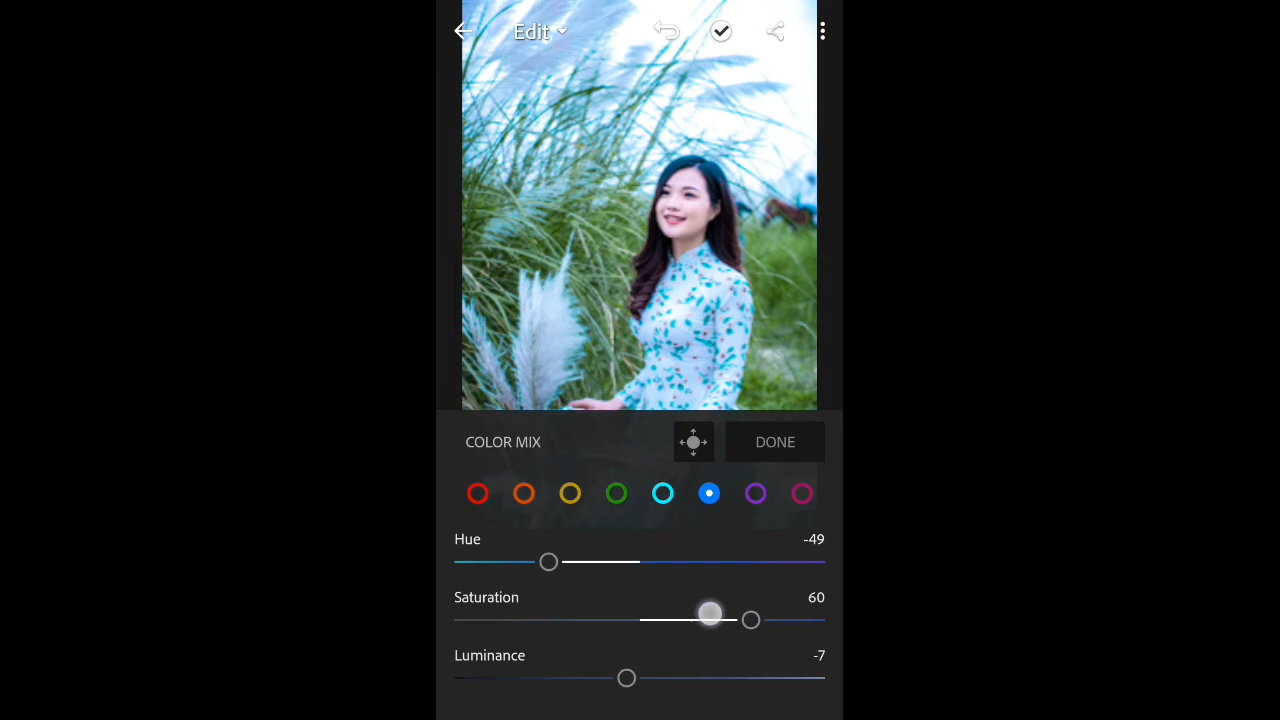 Edit
COLOR MIX
DONE
Hue -49
Saturation 60
Luminance -7